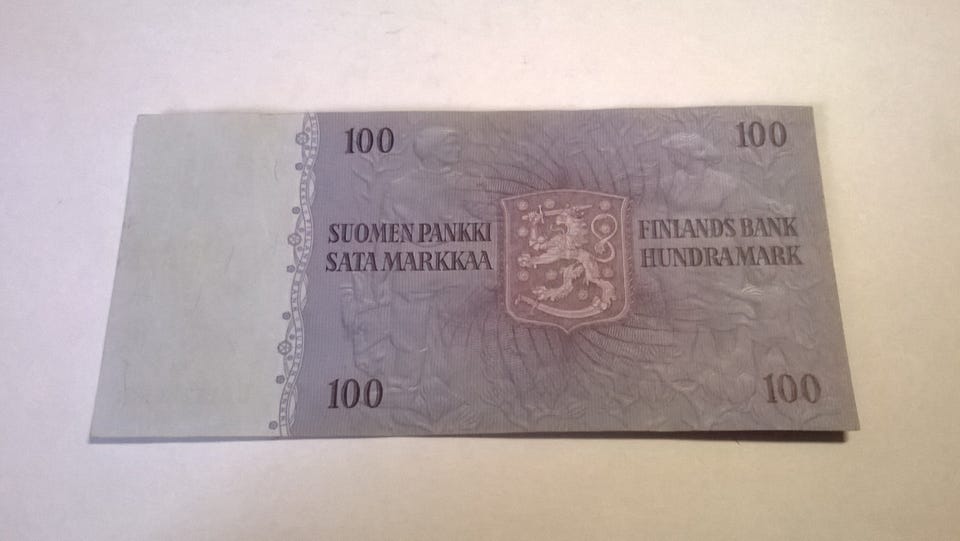 100 100
SUOMEN PANKKI
SATA MARKKAA
FINLANDS BANK
HUNDRA MARK
100 100